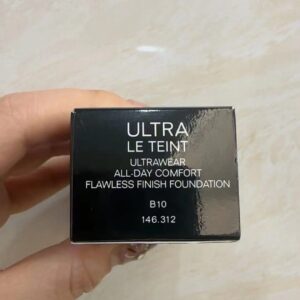 ULTRA
LE TEINT
ULTRAWEAR
ALL-DAY COMFORT
FLAWLESS FINISH FOUNDATION
B10
146.312